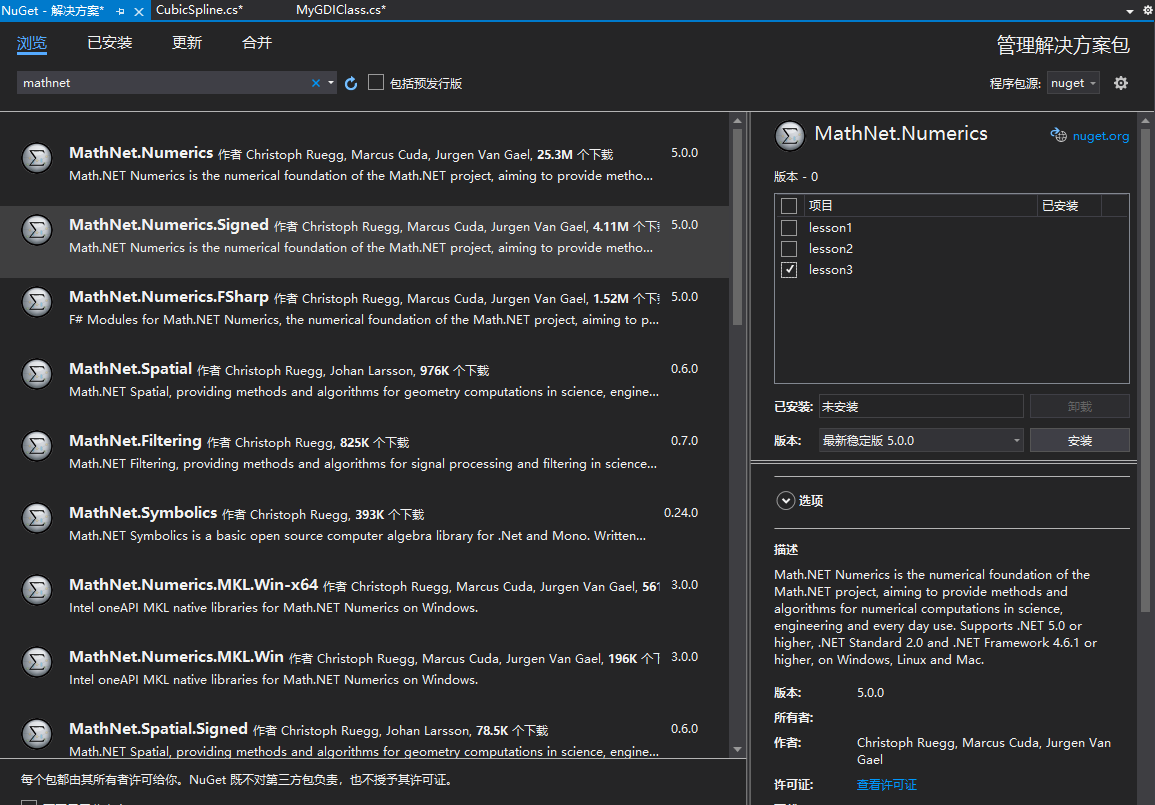 NuGet - 解决方案*
CubicSpline.cs*
MyGDIClass.cs*
浏览
已安装
更新
合并
管理解决方案包
mathnet
包括预发行版
程序包源: nuget
MathNet.Numerics 作者 Christoph Ruegg, Marcus Cuda, Jurgen Van Gael, 25.3M 个下载
5.0.0
Math.NET Numerics is the numerical foundation of the Math.NET project, aiming to provide metho...
MathNet.Numerics.Signed 作者 Christoph Ruegg, Marcus Cuda, Jurgen Van Gael, 4.11M 个下
5.0.0
Math.NET Numerics is the numerical foundation of the Math.NET project, aiming to provide metho...
MathNet.Numerics.FSharp 作者 Christoph Ruegg, Marcus Cuda, Jurgen Van Gael, 1.52M 个下
5.0.0
F# Modules for Math.NET Numerics, the numerical foundation of the Math.NET project, aiming to p...
MathNet.Spatial 作者 Christoph Ruegg, Johan Larsson, 976K 个下载
0.6.0
Math.NET Spatial, providing methods and algorithms for geometry computations in science, engine...
MathNet.Filtering 作者 Christoph Ruegg, 825K 个下载
0.7.0
Math.NET Filtering, providing methods and algorithms for signal processing and filtering in science...
MathNet.Symbolics 作者 Christoph Ruegg, 393K 个下载
0.24.0
Math.NET Symbolics is a basic open source computer algebra library for .Net and Mono. Written...
MathNet.Numerics.MKL.Win-x64 作者 Christoph Ruegg, Marcus Cuda, Jurgen Van Gael, 561
3.0.0
Intel oneAPI MKL native libraries for Math.NET Numerics on Windows.
MathNet.Numerics.MKL.Win 作者 Christoph Ruegg, Marcus Cuda, Jurgen Van Gael, 196K 个
3.0.0
Intel oneAPI MKL native libraries for Math.NET Numerics on Windows.
MathNet.Spatial.Signed 作者 Christoph Ruegg, Johan Larsson, 78.5K 个下载
0.6.0
Math.NET Spatial, providing methods and algorithms for geometry computations in science, engine...
每个包都由其所有者许可给你。NuGet 既不对第三方包负责，也不授予其许可证。
MathNet.Numerics
nuget.org
版本 - 0
项目
已安装
lesson1
lesson2
lesson3
已安装: 未安装
卸载
版本: 最新稳定版 5.0.0
安装
选项
描述
Math.NET Numerics is the numerical foundation of the
Math.NET project, aiming to provide methods and
algorithms for numerical computations in science,
engineering and every day use. Supports .NET 5.0 or
higher, .NET Standard 2.0 and .NET Framework 4.6.1 or
higher, on Windows, Linux and Mac.
版本: 5.0.0
所有者:
作者: Christoph Ruegg, Marcus Cuda, Jurgen Van
Gael
许可证: 查看许可证